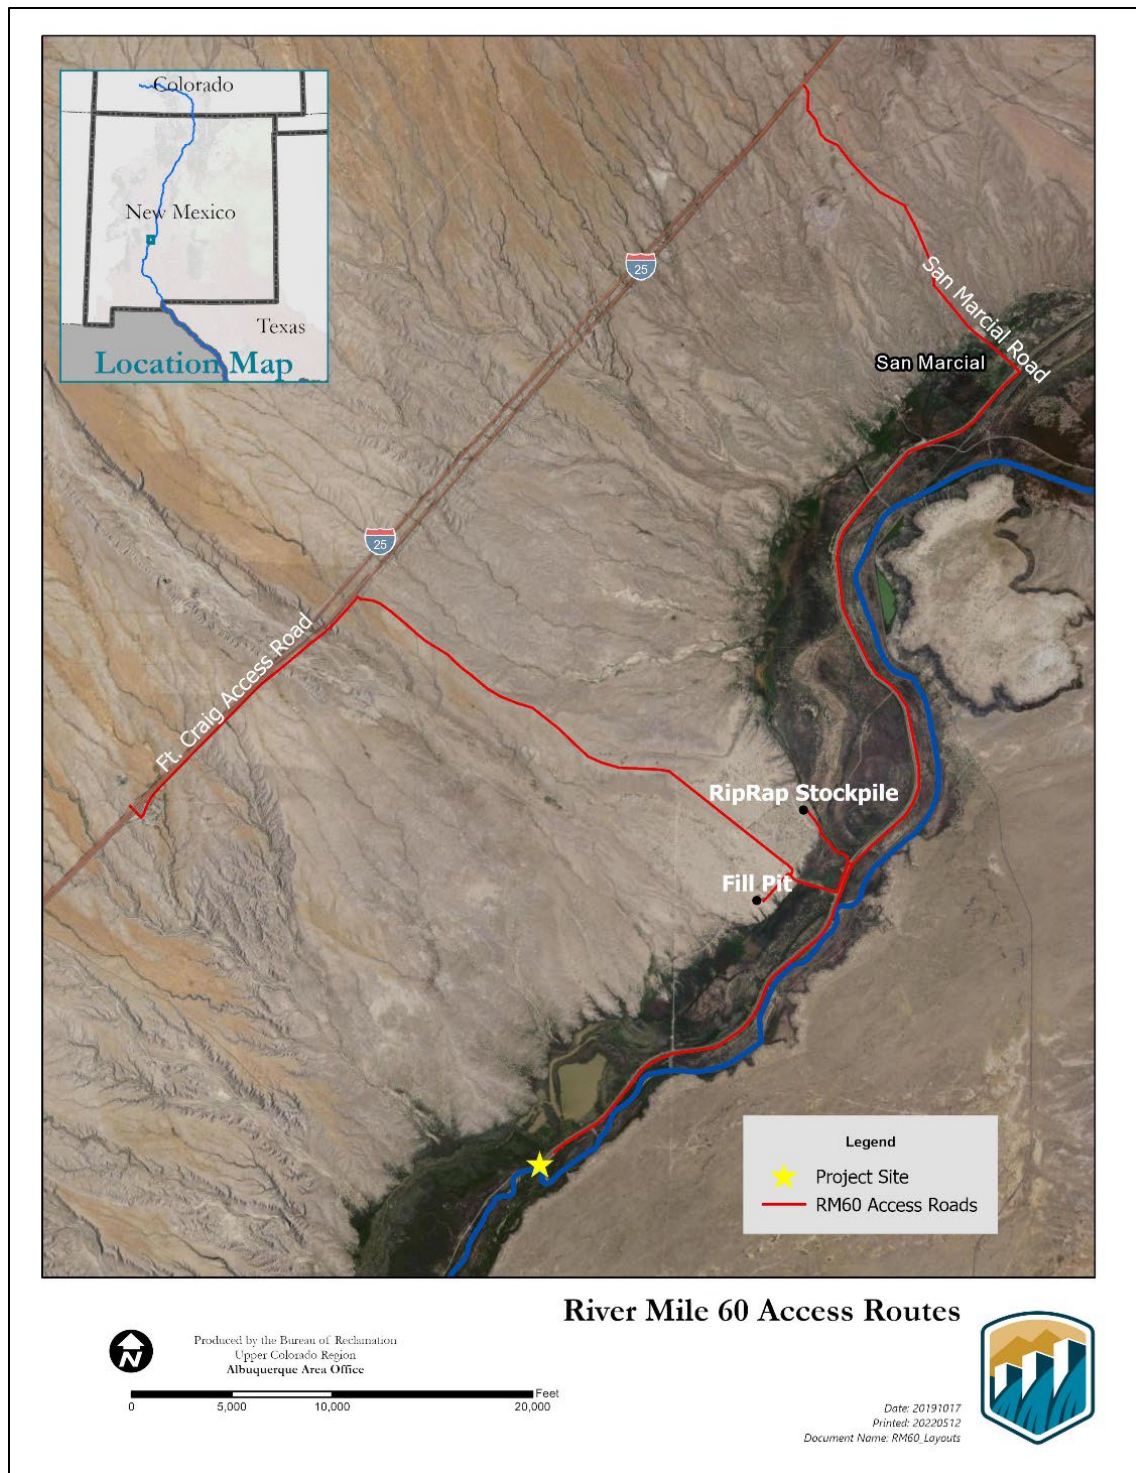 Colorado
New Mexico
Texas
Location Map
25
San Marcial Road
San Marcial
25
Ft. Craig Access Road
RipRap Stockpile
Fill Pit
Legend
Project Site
RM60 Access Roads
River Mile 60 Access Routes
N
Produced by the Bureau of Reclamation
Upper Colorado Region
Albuquerque Area Office
Feet
0 5,000 10,000 20,000
Date: 20191017
Printed: 20220512
Document Name: RM60_Layouts